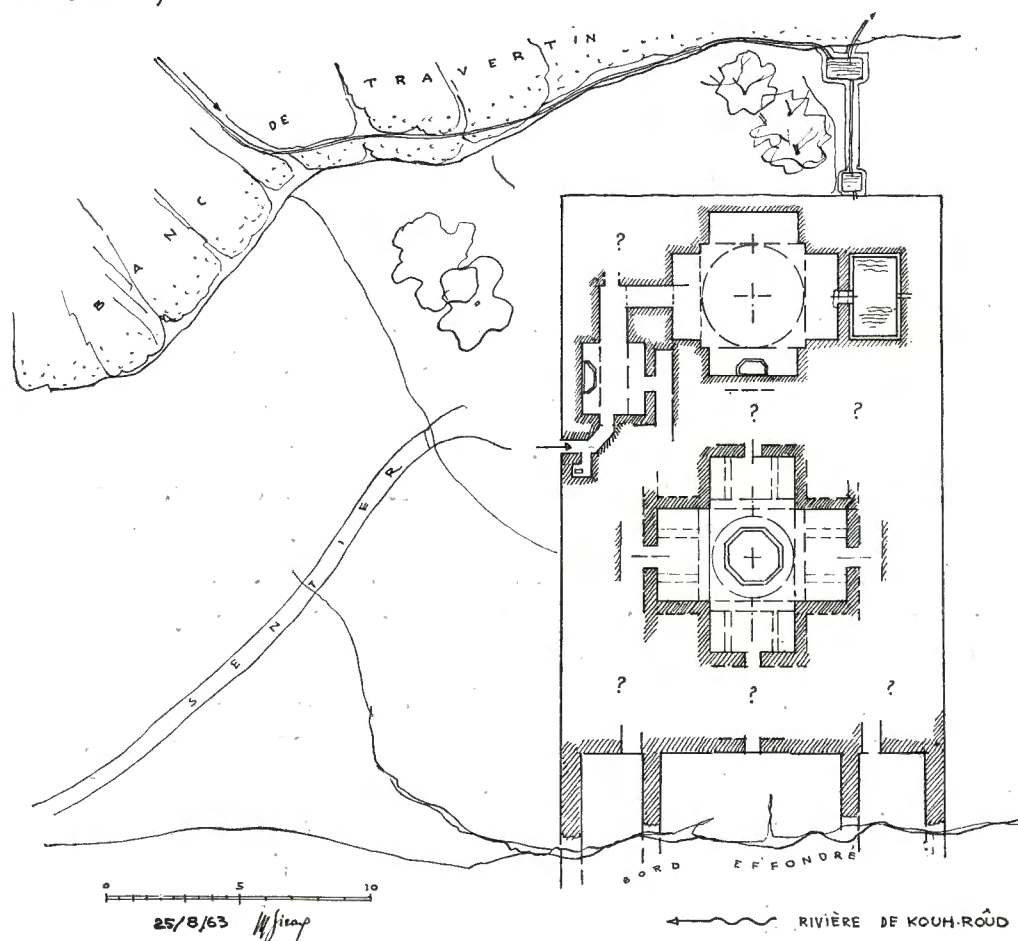 BANC DE TRAVERTIN
?
? ?
SENTIER
? ? ?
BORD EFFONDRÉ
0 5 10
25/8/63
RIVIÈRE DE KOUH-ROÛD